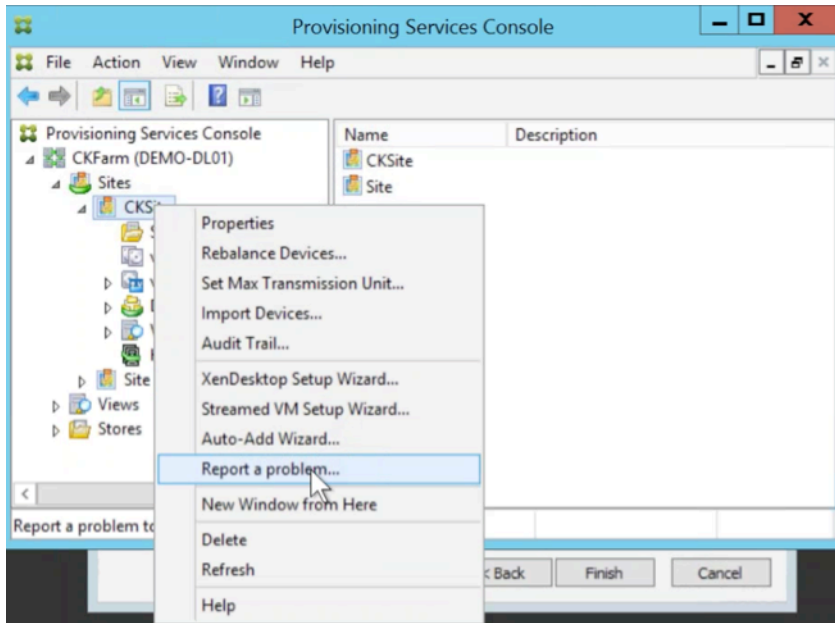 Provisioning Services Console
File Action View Window Help
Provisioning Services Console
CKFarm (DEMO-DL01)
Sites
CKSit
Site
Views
Stores
Name Description
CKSite
Site
Properties
Rebalance Devices...
Set Max Transmission Unit...
Import Devices...
Audit Trail...
XenDesktop Setup Wizard...
Streamed VM Setup Wizard...
Auto-Add Wizard...
Report a problem...
New Window from Here
Delete
Refresh
Help
Report a problem to
< Back Finish Cancel